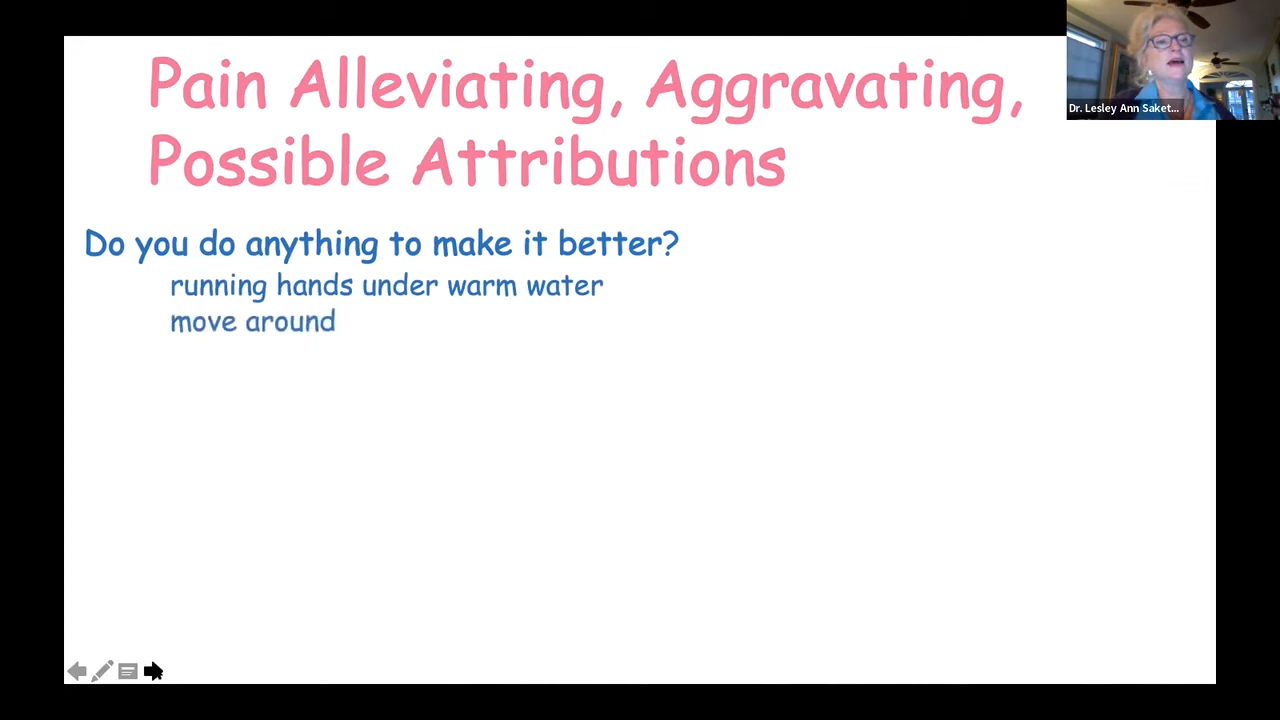 Pain Alleviating, Aggravating,
Possible Attributions
Dr. Lesley Ann Saket...
Do you do anything to make it better?
running hands under warm water
move around